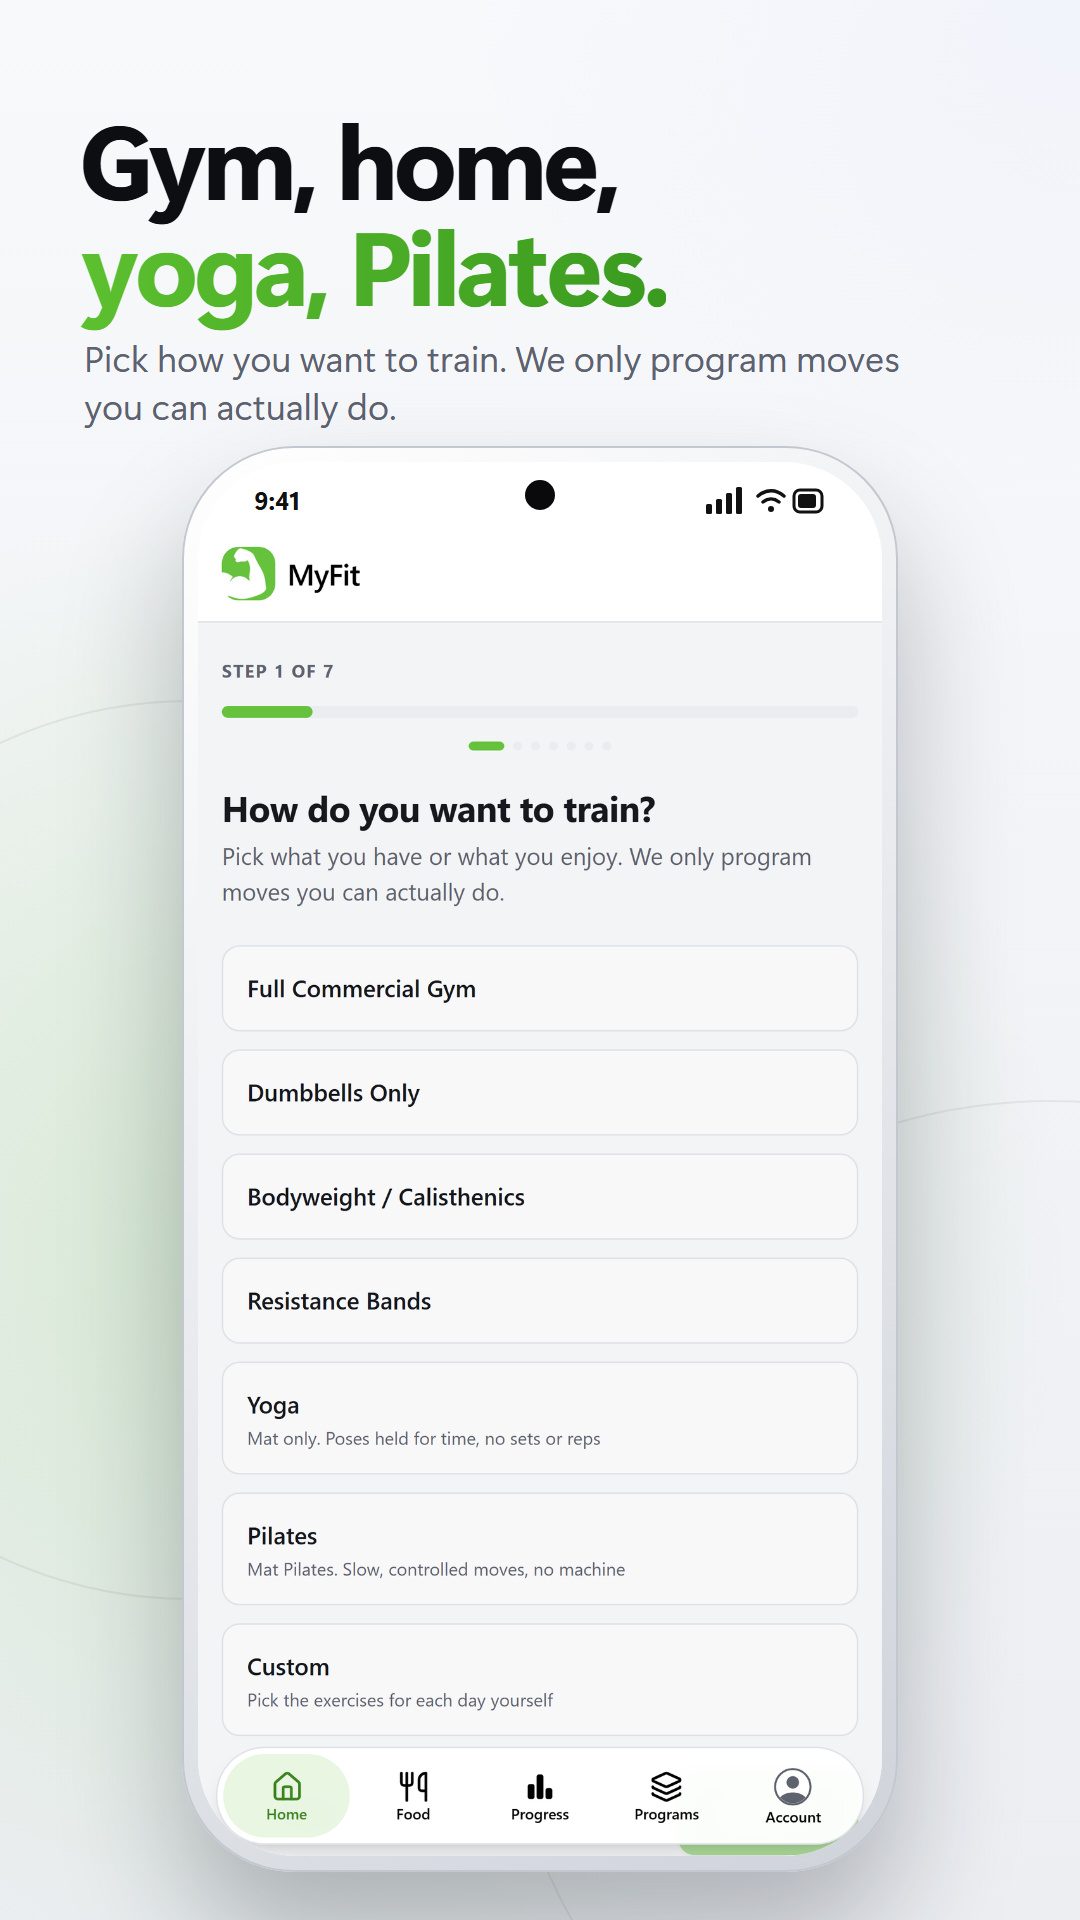 Gym, home,
yoga, Pilates.
Pick how you want to train. We only program moves
you can actually do.
9:41
MyFit
STEP 1 OF 7
How do you want to train?
Pick what you have or what you enjoy. We only program
moves you can actually do.
Full Commercial Gym
Dumbbells Only
Bodyweight / Calisthenics
Resistance Bands
Yoga
Mat only. Poses held for time, no sets or reps
Pilates
Mat Pilates. Slow, controlled moves, no machine
Custom
Pick the exercises for each day yourself
Home
Food
Progress
Programs
Account